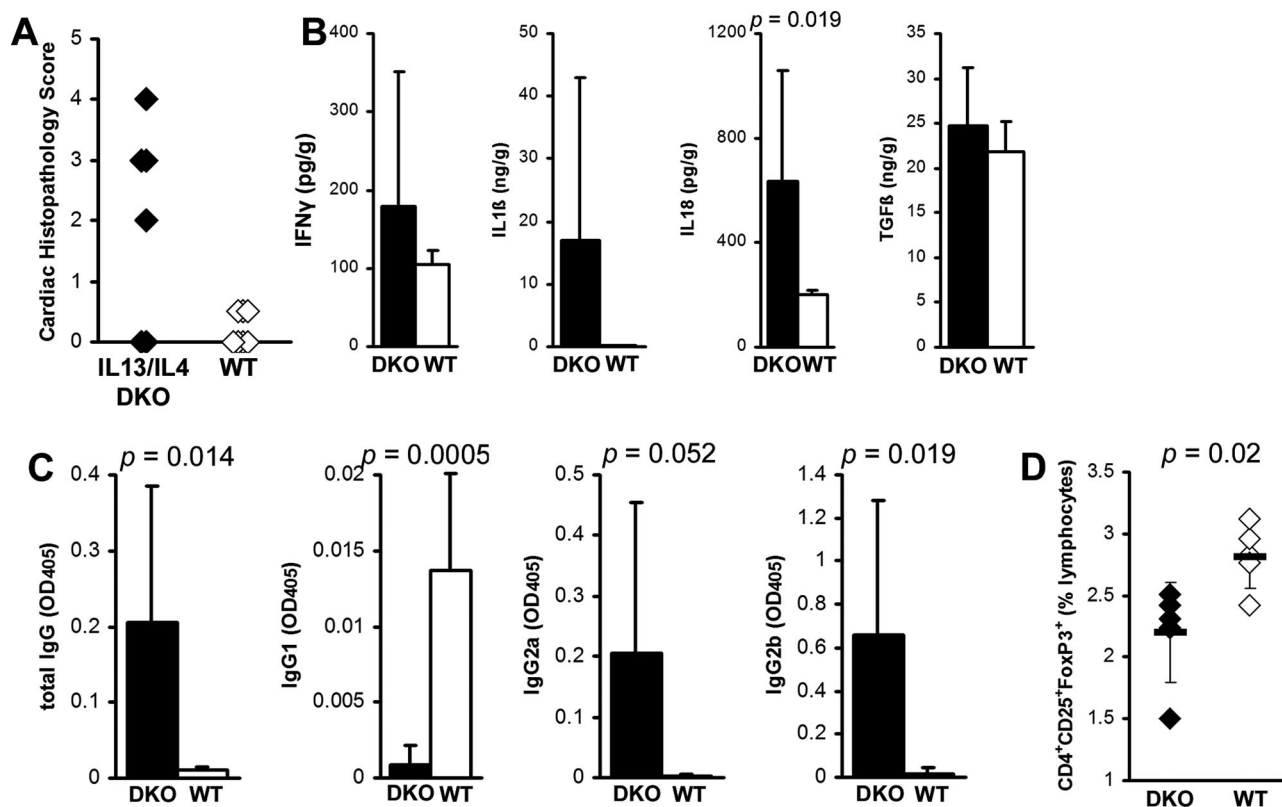 A
Cardiac Histopathology Score
5
4
3
2
1
0
IL13/IL4
DKO
WT
B
IFNγ (pg/g)
400
300
200
100
0
DKO WT
IL1ß (ng/g)
50
40
30
20
10
0
DKO WT
p = 0.019
IL18 (pg/g)
1200
800
400
0
DKO WT
TGFß (ng/g)
35
30
25
20
15
10
5
0
DKO WT
C
p = 0.014
total IgG (OD405)
0.4
0.3
0.2
0.1
0
DKO WT
p = 0.0005
IgG1 (OD405)
0.02
0.015
0.01
0.005
0
DKO WT
p = 0.052
IgG2a (OD405)
0.5
0.4
0.3
0.2
0.1
0
DKO WT
p = 0.019
IgG2b (OD405)
1.4
1.2
1
0.8
0.6
0.4
0.2
0
DKO WT
D
p = 0.02
CD4⁺CD25⁺FoxP3⁺ (% lymphocytes)
3.5
3
2.5
2
1.5
1
DKO WT